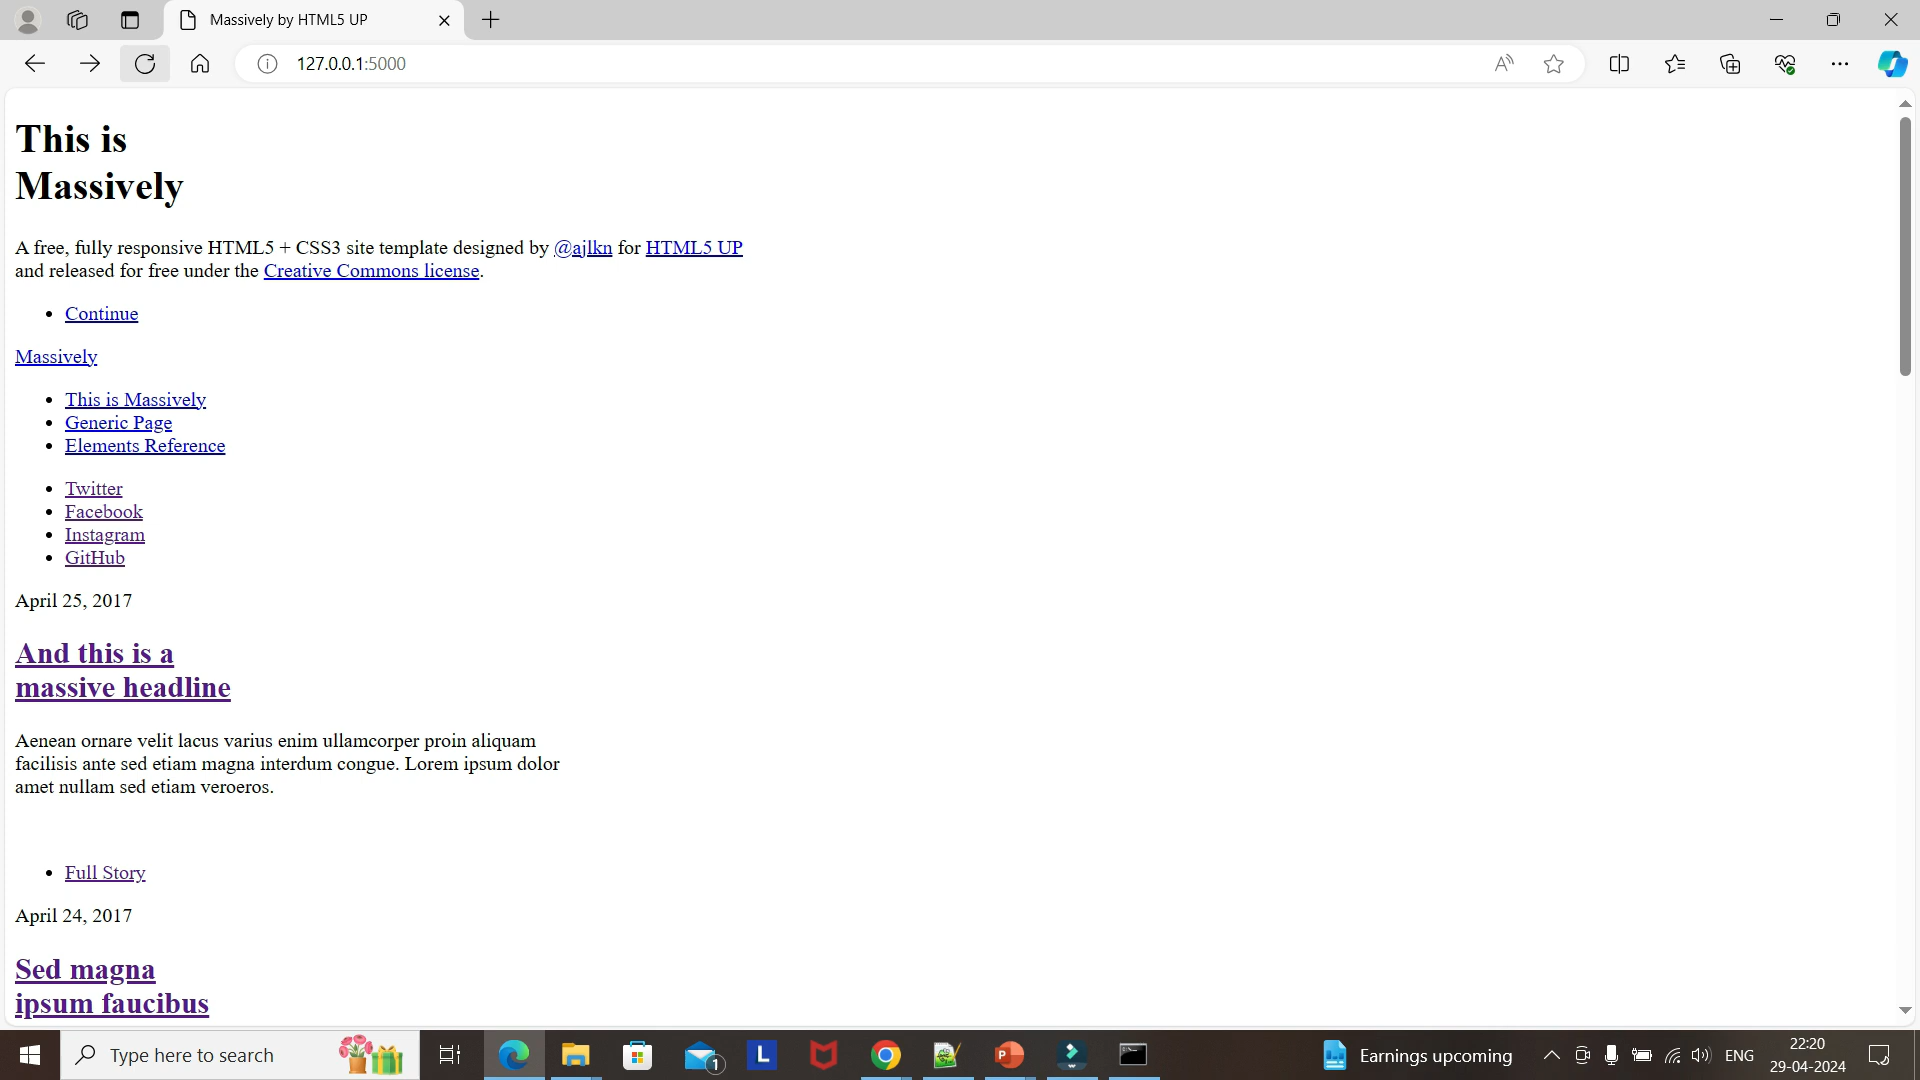 Massively by HTML5 UP
127.0.0.1:5000
This is
Massively
A free, fully responsive HTML5 + CSS3 site template designed by @ajlkn for HTML5 UP
and released for free under the Creative Commons license.
Continue
Massively
This is Massively
Generic Page
Elements Reference
Twitter
Facebook
Instagram
GitHub
April 25, 2017
And this is a
massive headline
Aenean ornare velit lacus varius enim ullamcorper proin aliquam
facilisis ante sed etiam magna interdum congue. Lorem ipsum dolor
amet nullam sed etiam veroeros.
Full Story
April 24, 2017
Sed magna
ipsum faucibus
Type here to search
1
L
P
Earnings upcoming
ENG
22:20
29-04-2024